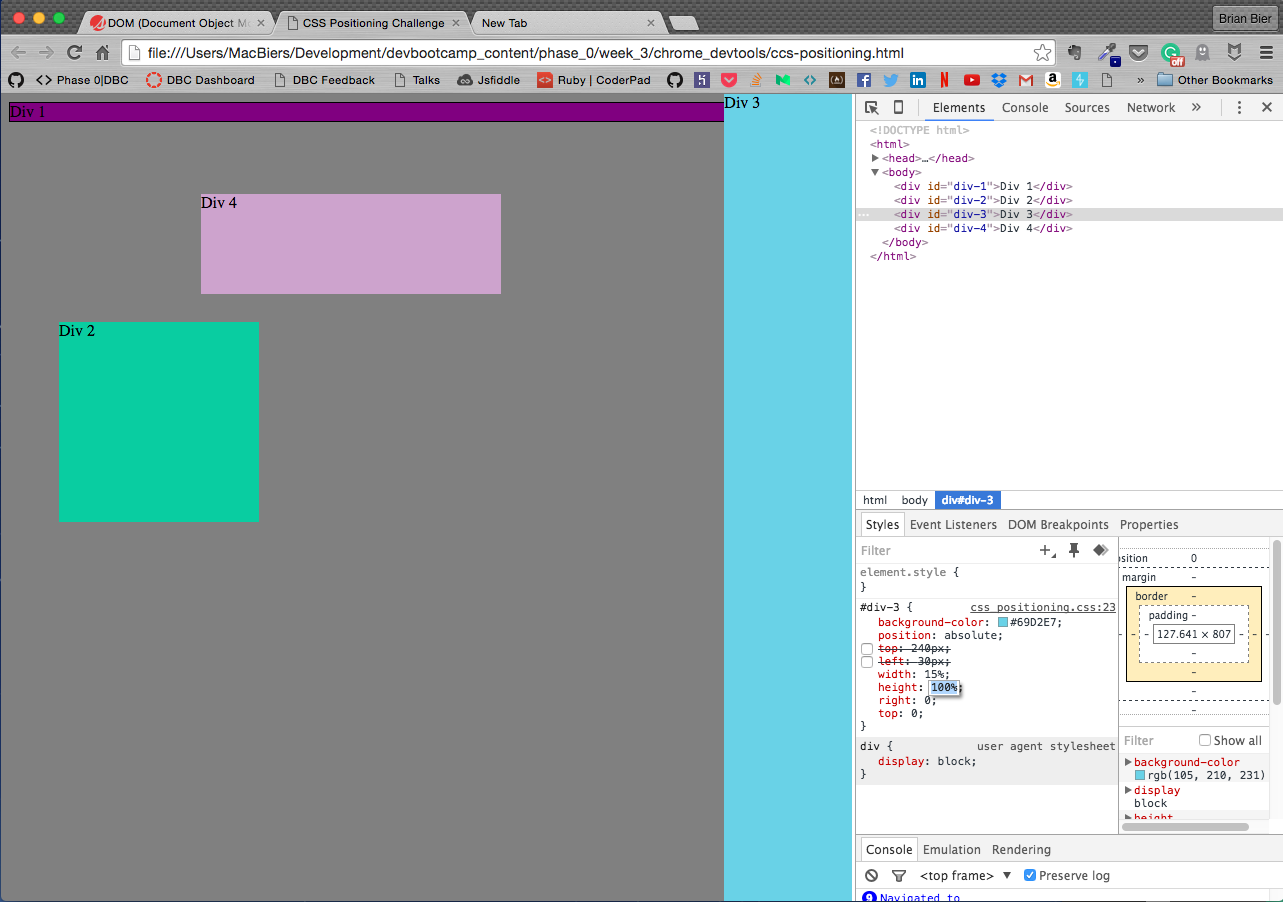 DOM (Document Object Mo
CSS Positioning Challenge
New Tab
Brian Bier
file:///Users/MacBiers/Development/devbootcamp_content/phase_0/week_3/chrome_devtools/ccs-positioning.html
off
<> Phase 0|DBC
DBC Dashboard
DBC Feedback
Talks
Jsfiddle
Ruby | CoderPad
» Other Bookmarks
Div 1
Div 3
Div 4
Div 2
Elements Console Sources Network »
<!DOCTYPE html>
<html>
<head>…</head>
<body>
<div id="div-1">Div 1</div>
<div id="div-2">Div 2</div>
<div id="div-3">Div 3</div>
<div id="div-4">Div 4</div>
</body>
</html>
html body div#div-3
Styles Event Listeners DOM Breakpoints Properties
Filter
element.style {
}
#div-3 { css_positioning.css:23
background-color: #69D2E7;
position: absolute;
top: 240px;
left: 30px;
width: 15%;
height: 100%;
right: 0;
top: 0;
}
div { user agent stylesheet
display: block;
}
sition 0
margin -
border -
padding -
127.641 × 807
Filter Show all
background-color
rgb(105, 210, 231)
display
block
height
Console Emulation Rendering
<top frame> ▼ Preserve log
9 Navigated to